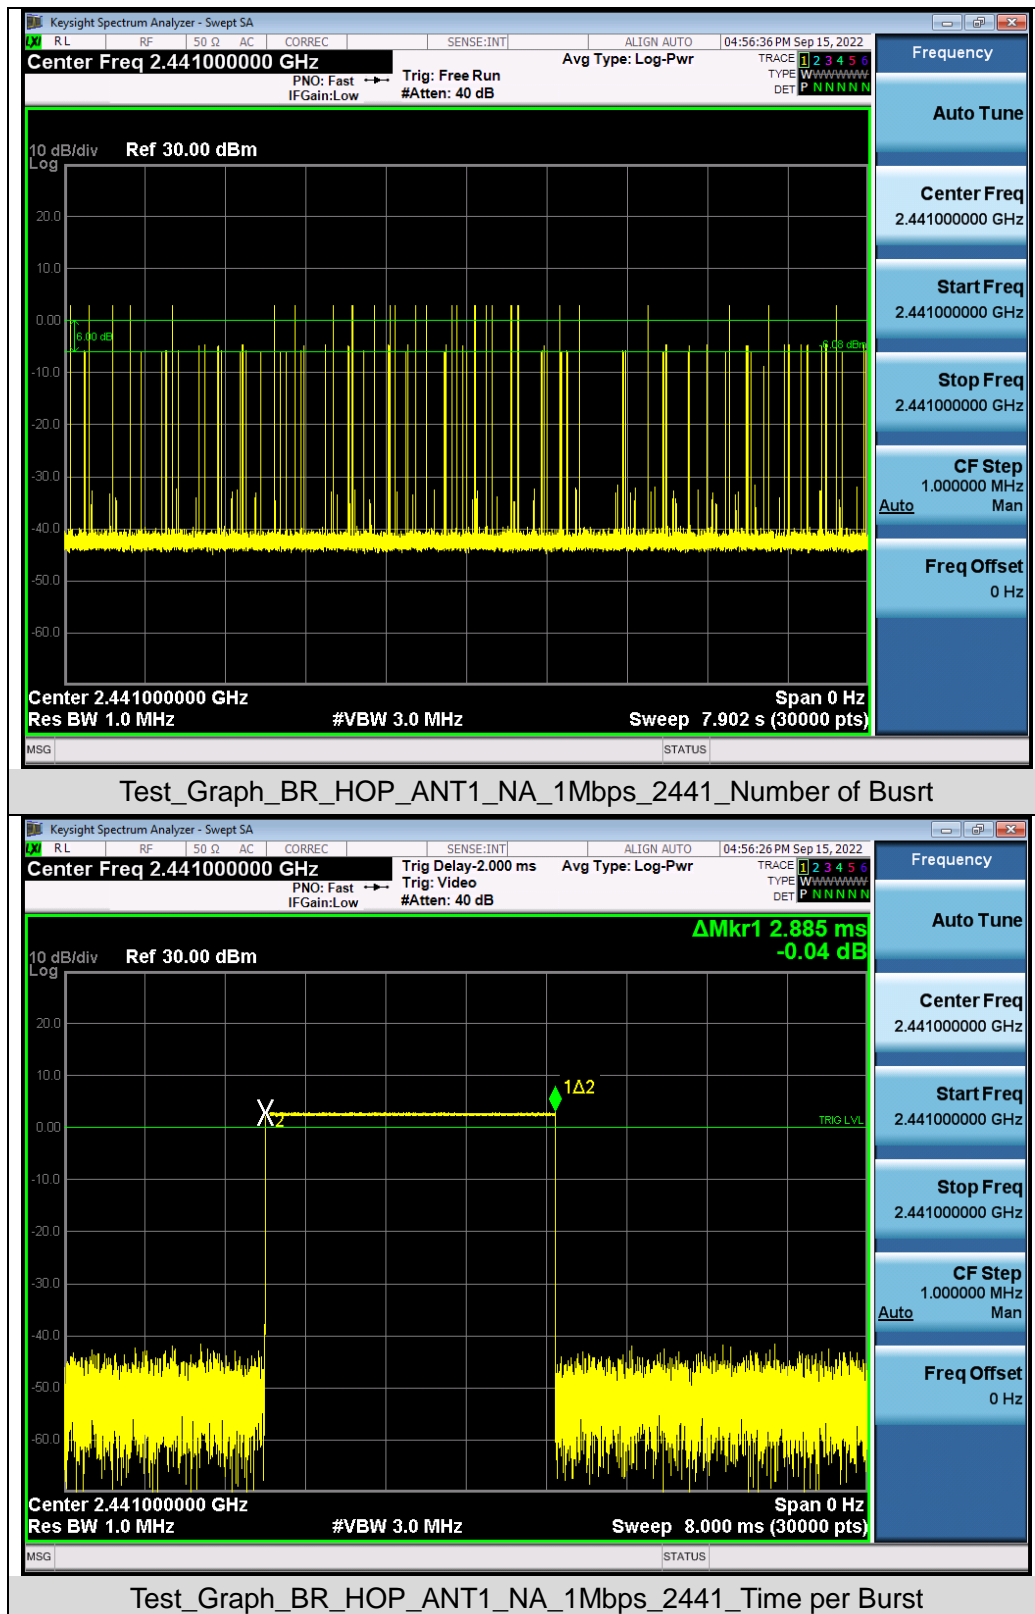 Keysight Spectrum Analyzer - Swept SA
LXI RL RF 50 Ω AC CORREC SENSE:INT ALIGN AUTO 04:56:36 PM Sep 15, 2022
Center Freq 2.441000000 GHz Avg Type: Log-Pwr TRACE 1 2 3 4 5 6
PNO: Fast Trig: Free Run TYPE WWWWWW
IFGain:Low #Atten: 40 dB DET P N N N N N
Frequency
Auto Tune
10 dB/div Ref 30.00 dBm
Log
Center Freq
2.441000000 GHz
20.0
10.0
Start Freq
2.441000000 GHz
0.00
6.00 dB
-6.08 dBm
-10.0
Stop Freq
2.441000000 GHz
-20.0
-30.0
CF Step
1.000000 MHz
Auto Man
-40.0
Freq Offset
0 Hz
-50.0
-60.0
Center 2.441000000 GHz Span 0 Hz
Res BW 1.0 MHz #VBW 3.0 MHz Sweep 7.902 s (30000 pts)
MSG STATUS
Test_Graph_BR_HOP_ANT1_NA_1Mbps_2441_Number of Busrt
Keysight Spectrum Analyzer - Swept SA
LXI RL RF 50 Ω AC CORREC SENSE:INT ALIGN AUTO 04:56:26 PM Sep 15, 2022
Center Freq 2.441000000 GHz Trig Delay-2.000 ms Avg Type: Log-Pwr TRACE 1 2 3 4 5 6
PNO: Fast Trig: Video TYPE WWWWWW
IFGain:Low #Atten: 40 dB DET P N N N N N
Frequency
Auto Tune
ΔMkr1 2.885 ms
10 dB/div Ref 30.00 dBm -0.04 dB
Log
Center Freq
2.441000000 GHz
20.0
10.0
1Δ2
Start Freq
2.441000000 GHz
2
0.00
TRIG LVL
-10.0
Stop Freq
2.441000000 GHz
-20.0
-30.0
CF Step
1.000000 MHz
Auto Man
-40.0
Freq Offset
0 Hz
-50.0
-60.0
Center 2.441000000 GHz Span 0 Hz
Res BW 1.0 MHz #VBW 3.0 MHz Sweep 8.000 ms (30000 pts)
MSG STATUS
Test_Graph_BR_HOP_ANT1_NA_1Mbps_2441_Time per Burst